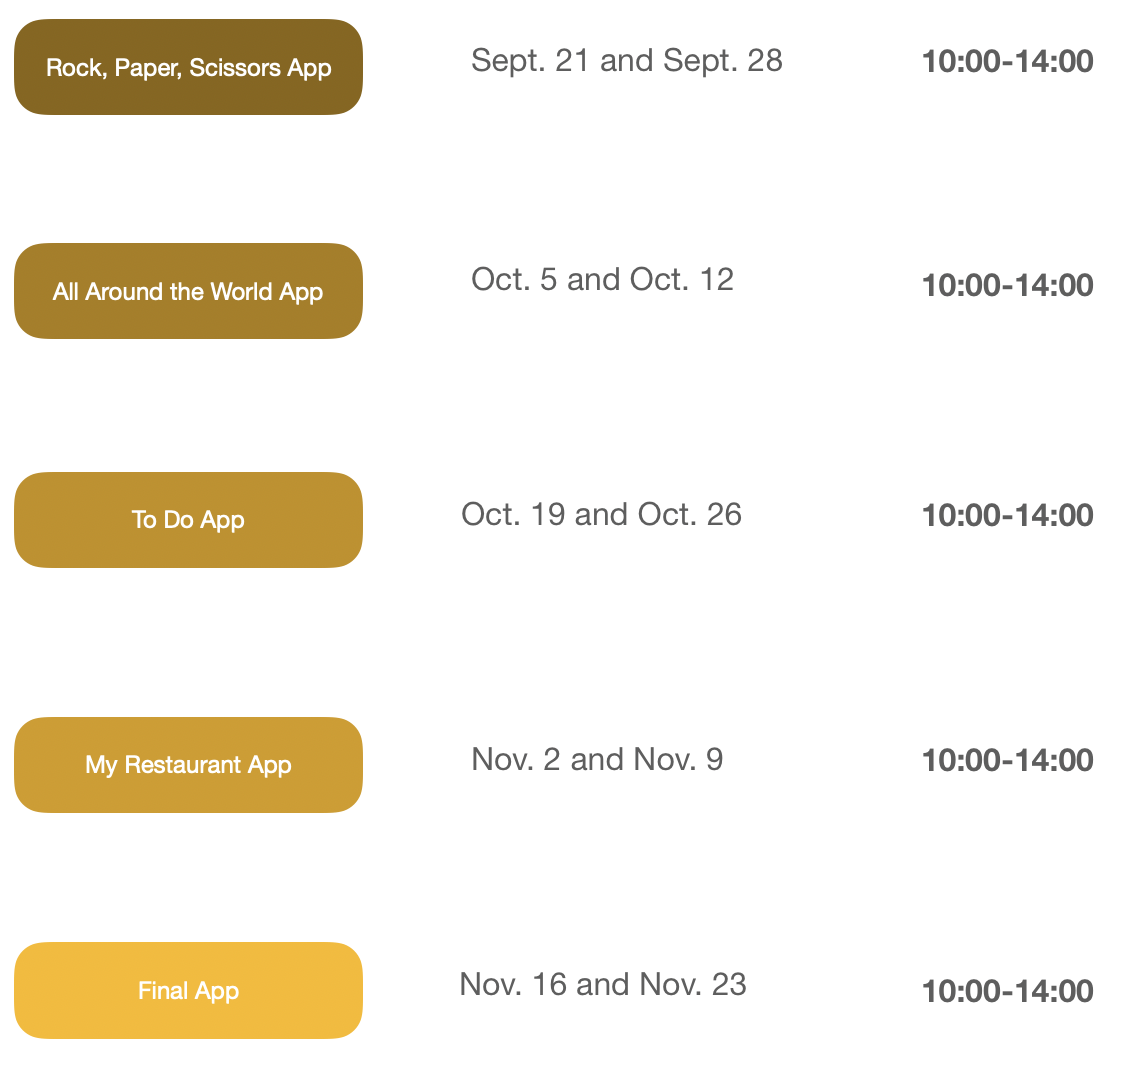 Rock, Paper, Scissors App Sept. 21 and Sept. 28 10:00-14:00
All Around the World App Oct. 5 and Oct. 12 10:00-14:00
To Do App Oct. 19 and Oct. 26 10:00-14:00
My Restaurant App Nov. 2 and Nov. 9 10:00-14:00
Final App Nov. 16 and Nov. 23 10:00-14:00